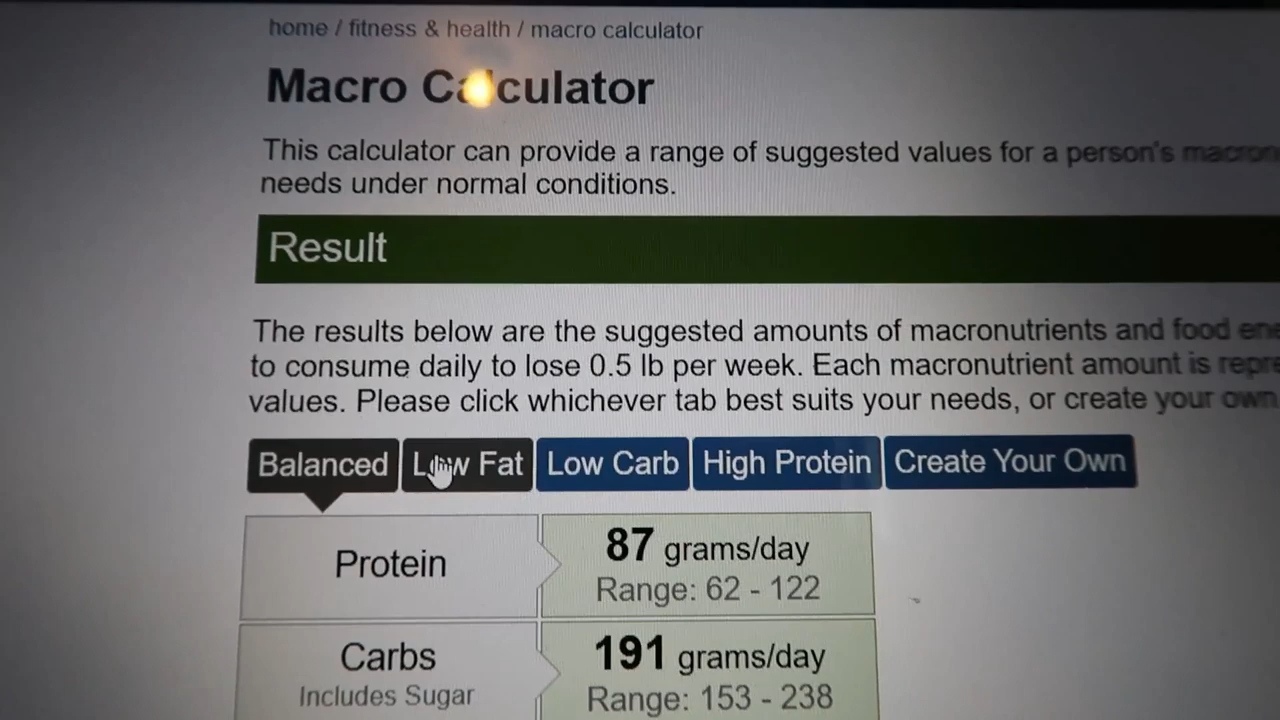 home / fitness & health / macro calculator
Macro Calculator
This calculator can provide a range of suggested values for a person's
needs under normal conditions.
Result
The results below are the suggested amounts of macronutrients and food
to consume daily to lose 0.5 lb per week. Each macronutrient amount is
values. Please click whichever tab best suits your needs, or create your own
Balanced
Low Fat
Low Carb
High Protein
Create Your Own
Protein
87 grams/day
Range: 62 - 122
Carbs
Includes Sugar
191 grams/day
Range: 153 - 238